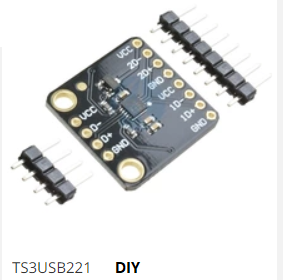 VCC
2D-
2D+
GND
VCC
1D-
1D+
GND
VCC
D-
D+
GND
TS3USB221 DIY